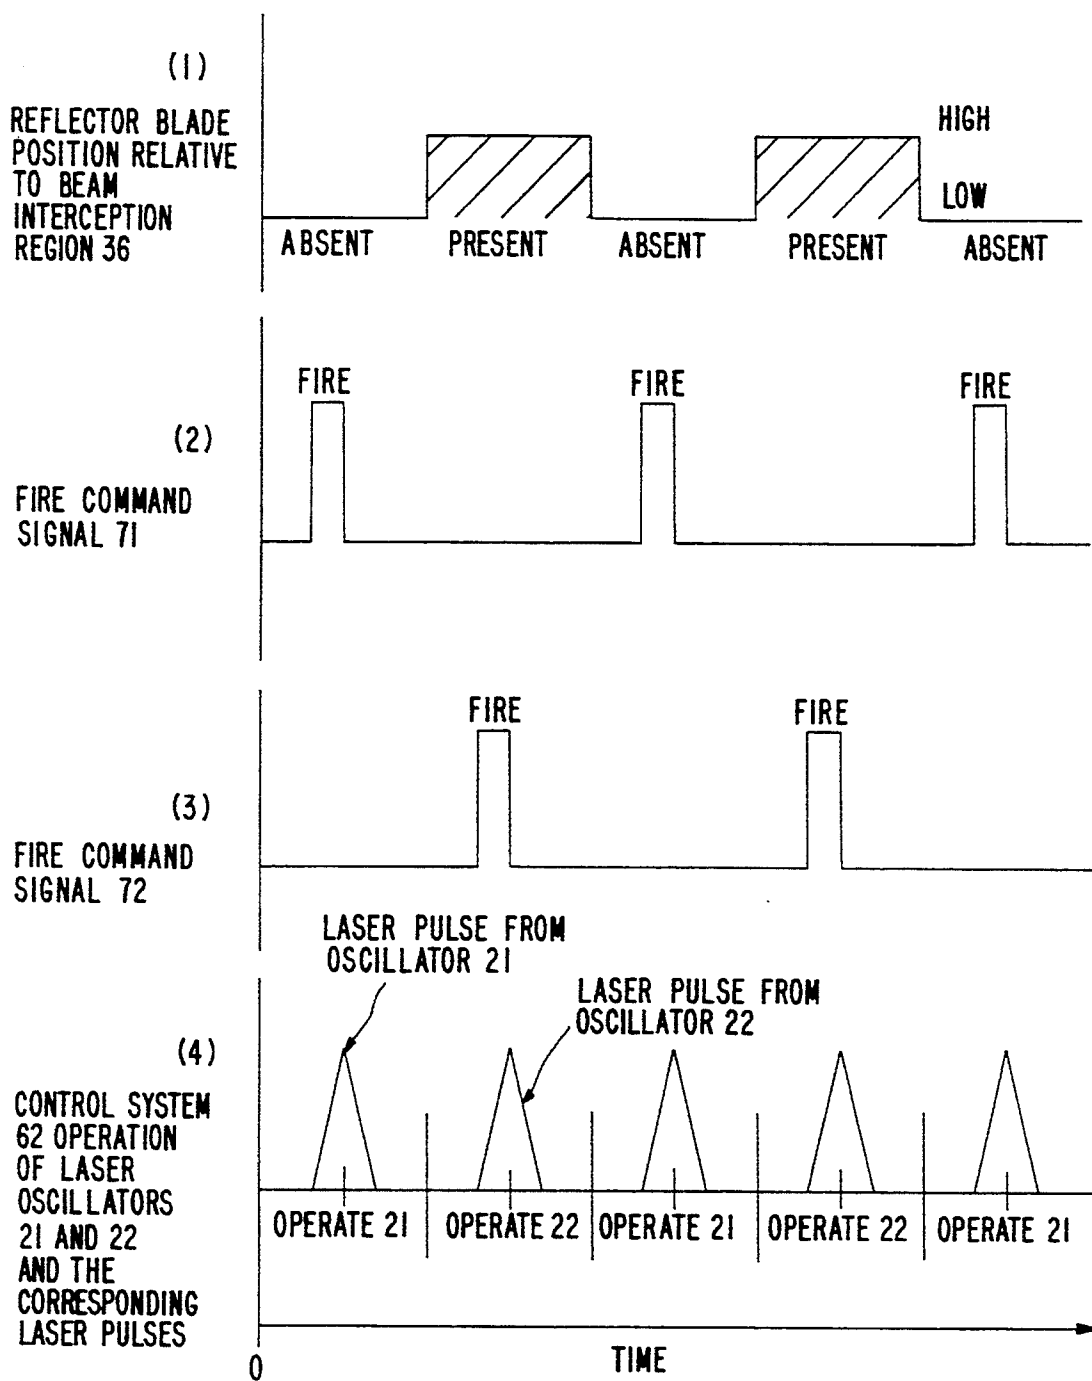 (1)
REFLECTOR BLADE
POSITION RELATIVE
TO BEAM
INTERCEPTION
REGION 36
HIGH
LOW
ABSENT PRESENT ABSENT PRESENT ABSENT
FIRE FIRE FIRE
(2)
FIRE COMMAND
SIGNAL 71
FIRE FIRE
(3)
FIRE COMMAND
SIGNAL 72
LASER PULSE FROM
OSCILLATOR 21
LASER PULSE FROM
OSCILLATOR 22
(4)
CONTROL SYSTEM
62 OPERATION
OF LASER
OSCILLATORS
21 AND 22
AND THE
CORRESPONDING
LASER PULSES
OPERATE 21 OPERATE 22 OPERATE 21 OPERATE 22 OPERATE 21
0 TIME